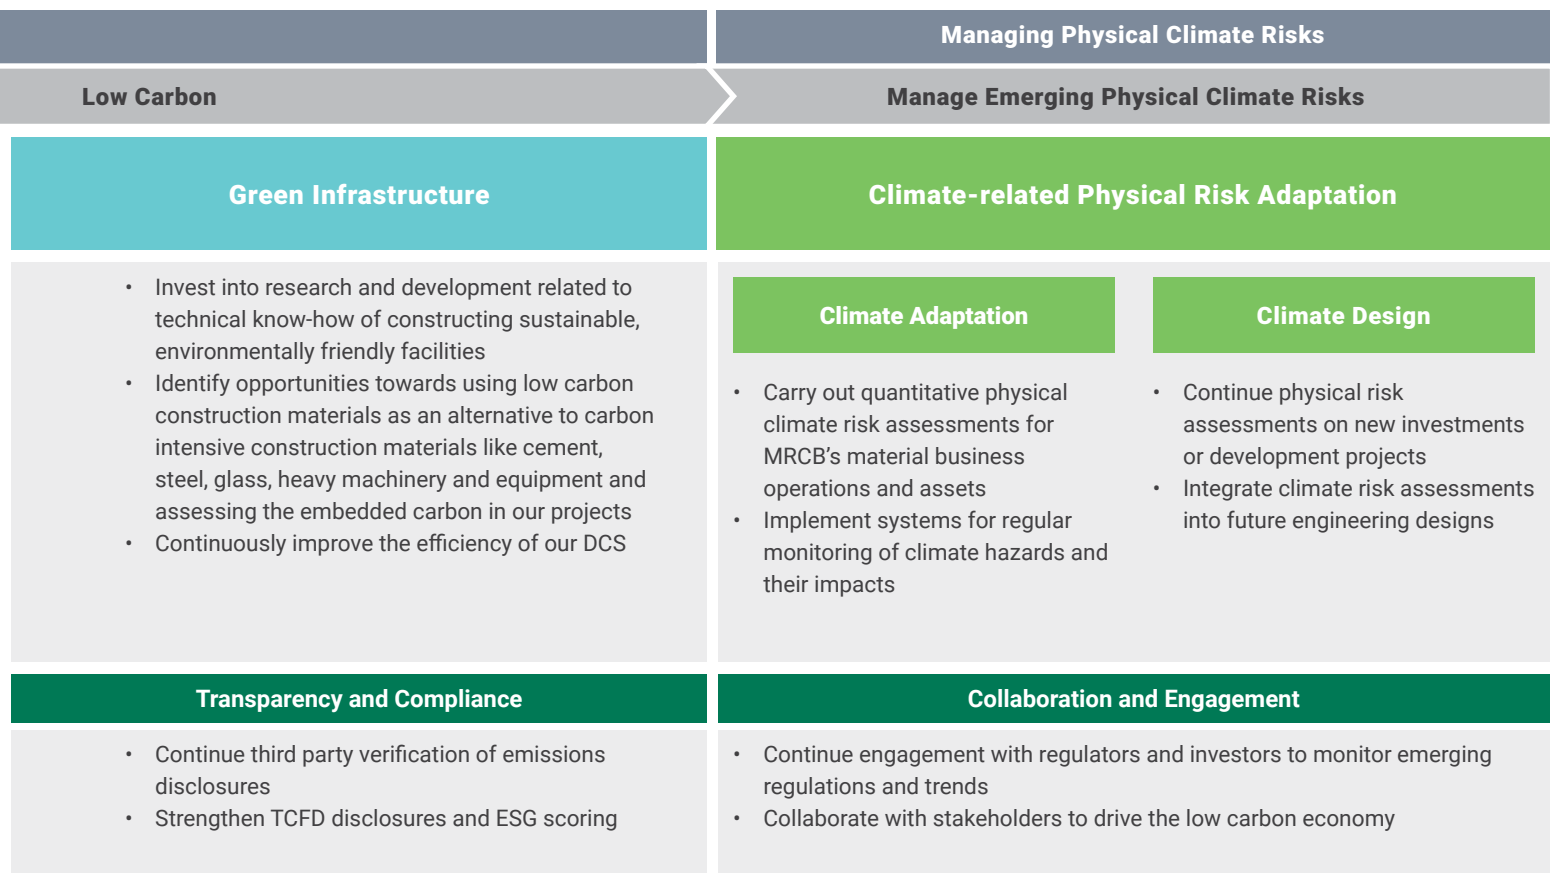 Managing Physical Climate Risks
Low Carbon
Manage Emerging Physical Climate Risks
Green Infrastructure
• Invest into research and development related to
technical know-how of constructing sustainable,
environmentally friendly facilities
• Identify opportunities towards using low carbon
construction materials as an alternative to carbon
intensive construction materials like cement,
steel, glass, heavy machinery and equipment and
assessing the embedded carbon in our projects
• Continuously improve the efficiency of our DCS
Climate-related Physical Risk Adaptation
Climate Adaptation
• Carry out quantitative physical
climate risk assessments for
MRCB’s material business
operations and assets
• Implement systems for regular
monitoring of climate hazards and
their impacts
Climate Design
• Continue physical risk
assessments on new investments
or development projects
• Integrate climate risk assessments
into future engineering designs
Transparency and Compliance
• Continue third party verification of emissions
disclosures
• Strengthen TCFD disclosures and ESG scoring
Collaboration and Engagement
• Continue engagement with regulators and investors to monitor emerging
regulations and trends
• Collaborate with stakeholders to drive the low carbon economy